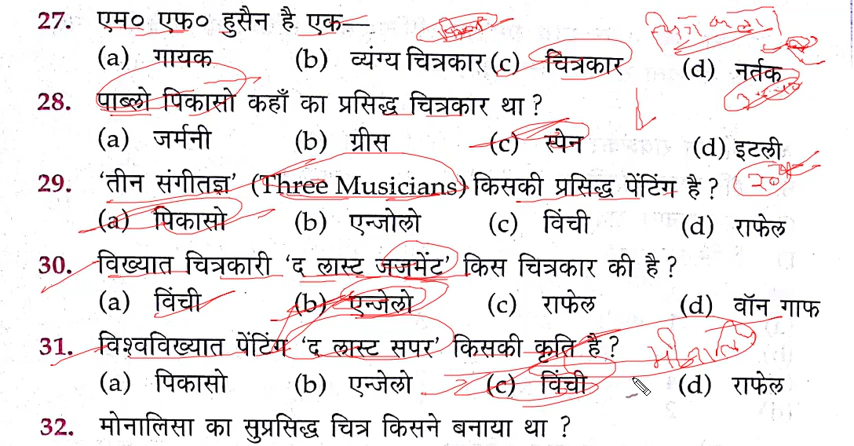 27. एम० एफ० हुसैन है एक—
(a) गायक (b) व्यंग्य चित्रकार (c) चित्रकार (d) नर्तक
28. पाब्लो पिकासो कहाँ का प्रसिद्ध चित्रकार था ?
(a) जर्मनी (b) ग्रीस (c) स्पेन (d) इटली
29. ‘तीन संगीतज्ञ’ (Three Musicians) किसकी प्रसिद्ध पेंटिंग है ?
(a) पिकासो (b) एन्जोलो (c) विंची (d) राफेल
30. विख्यात चित्रकारी ‘द लास्ट जजमेंट’ किस चित्रकार की है ?
(a) विंची (b) एन्जेलो (c) राफेल (d) वॉन गाफ
31. विश्वविख्यात पेंटिंग ‘द लास्ट सपर’ किसकी कृति है ?
(a) पिकासो (b) एन्जेलो (c) विंची (d) राफेल
32. मोनालिसा का सुप्रसिद्ध चित्र किसने बनाया था ?